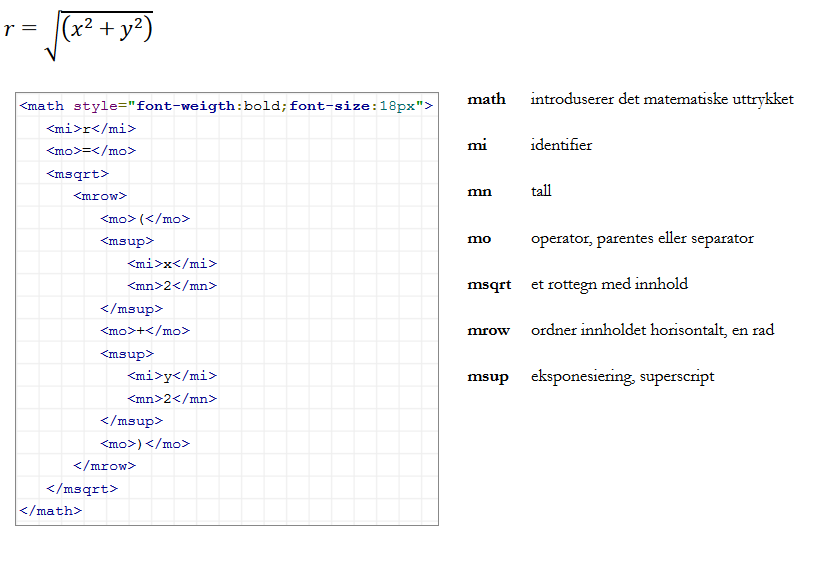 r = √(x² + y²)
<math style="font-weigth:bold;font-size:18px">
<mi>r</mi>
<mo>=</mo>
<msqrt>
<mrow>
<mo>(</mo>
<msup>
<mi>x</mi>
<mn>2</mn>
</msup>
<mo>+</mo>
<msup>
<mi>y</mi>
<mn>2</mn>
</msup>
<mo>)</mo>
</mrow>
</msqrt>
</math>
math introduserer det matematiske uttrykket
mi identifier
mn tall
mo operator, parentes eller separator
msqrt et rottegn med innhold
mrow ordner innholdet horisontalt, en rad
msup eksponesiering, superscript